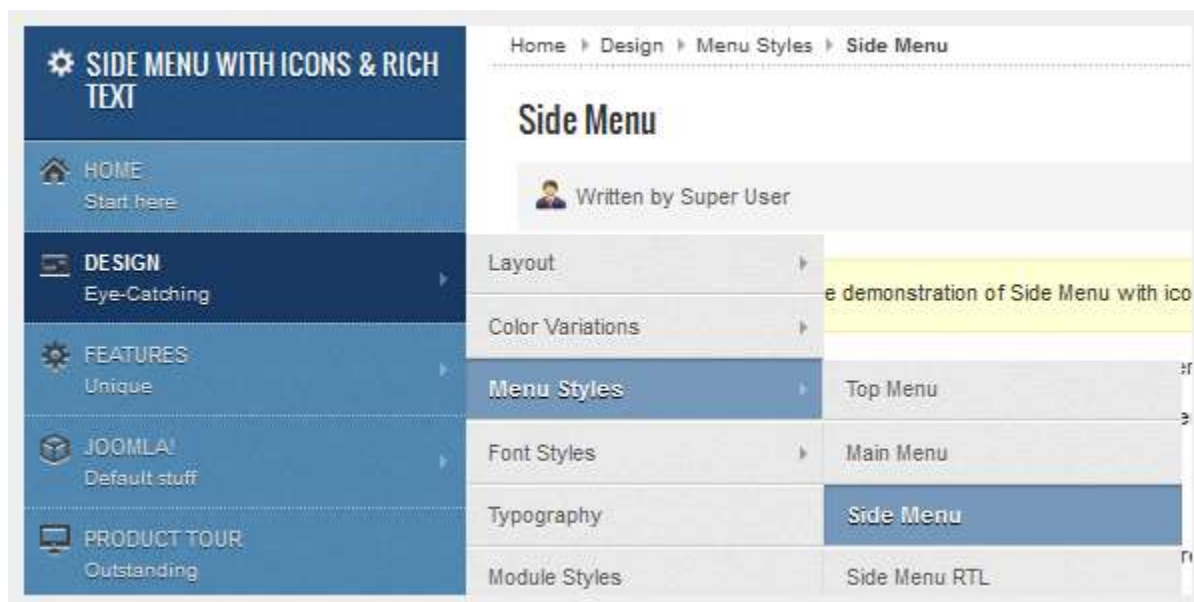 SIDE MENU WITH ICONS & RICH
TEXT
HOME
Start here
DESIGN
Eye-Catching
FEATURES
Unique
JOOMLA!
Default stuff
PRODUCT TOUR
Outstanding
Home Design Menu Styles Side Menu
Side Menu
Written by Super User
Layout
Color Variations
Menu Styles
Font Styles
Typography
Module Styles
e demonstration of Side Menu with ico
Top Menu
Main Menu
Side Menu
Side Menu RTL